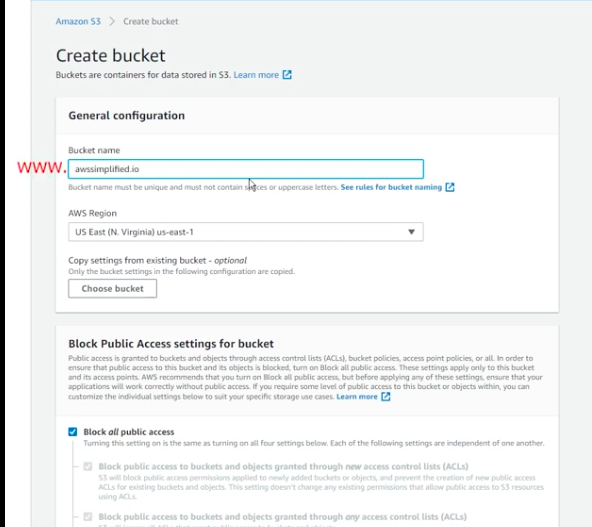 Amazon S3 > Create bucket
Create bucket
Buckets are containers for data stored in S3. Learn more
General configuration
Bucket name
www. awssimplified.io
Bucket name must be unique and must not contain spaces or uppercase letters. See rules for bucket naming
AWS Region
US East (N. Virginia) us-east-1
Copy settings from existing bucket - optional
Only the bucket settings in the following configuration are copied.
Choose bucket
Block Public Access settings for bucket
Public access is granted to buckets and objects through access control lists (ACLs), bucket policies, access point policies, or all. In order to
ensure that public access to this bucket and its objects is blocked, turn on Block all public access. These settings apply only to this bucket
and its access points. AWS recommends that you turn on Block all public access, but before applying any of these settings, ensure that your
applications will work correctly without public access. If you require some level of public access to this bucket or objects within, you can
customize the individual settings below to suit your specific storage use cases. Learn more
Block all public access
Turning this setting on is the same as turning on all four settings below. Each of the following settings are independent of one another.
Block public access to buckets and objects granted through new access control lists (ACLs)
S3 will block public access permissions applied to newly added buckets or objects, and prevent the creation of new public access
ACLs for existing buckets and objects. This setting doesn't change any existing permissions that allow public access to S3 resources
using ACLs.
Block public access to buckets and objects granted through any access control lists (ACLs)